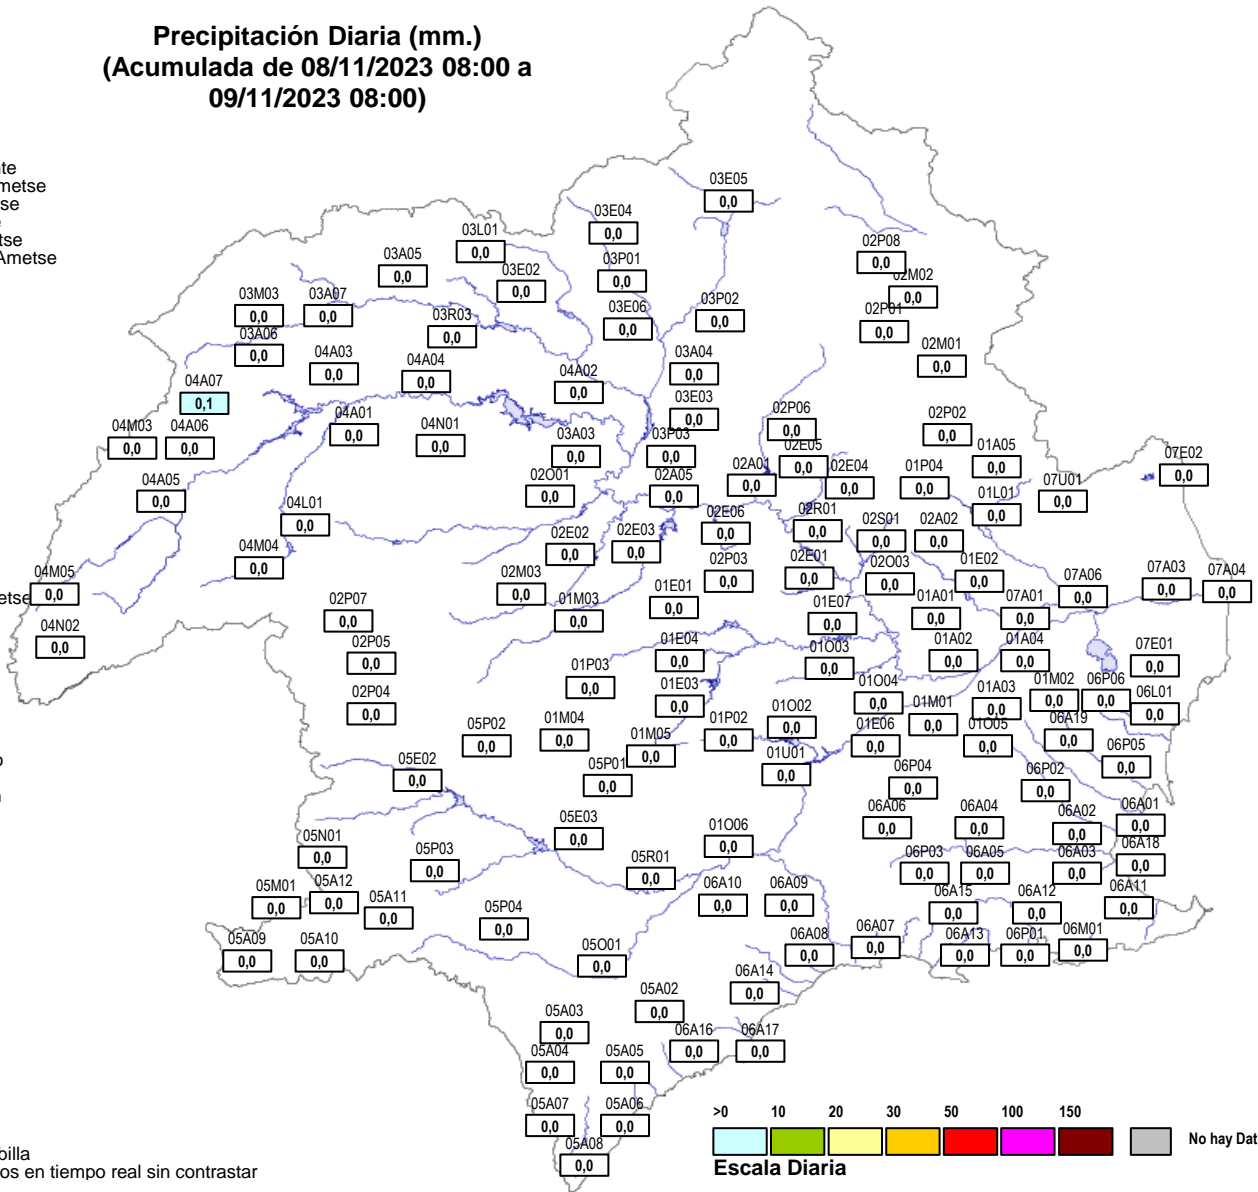 Precipitación Diaria (mm.)
(Acumulada de 08/11/2023 08:00 a
09/11/2023 08:00)
te
metse
se
e
tse
Ametse
03E05
0,0
03E04
0,0
03L01
0,0
02P08
0,0
03A05
0,0
03P01
0,0
03E02
0,0
02M02
0,0
03M03
0,0
03A07
0,0
03P02
0,0
03E06
0,0
02P01
0,0
03R03
0,0
03A06
0,0
02M01
0,0
04A03
0,0
03A04
0,0
04A04
0,0
04A02
0,0
04A07
0,1
03E03
0,0
02P06
0,0
04A01
0,0
02P02
0,0
04M03
0,0
04A06
0,0
04N01
0,0
03A03
0,0
03P03
0,0
02E05
0,0
01A05
0,0
07E02
0,0
02A01
0,0
02E04
0,0
01P04
0,0
02O01
0,0
02A05
0,0
07U01
0,0
04A05
0,0
01L01
0,0
04L01
0,0
02R01
0,0
02E06
0,0
02S01
0,0
02A02
0,0
02E02
0,0
02E03
0,0
04M04
0,0
02P03
0,0
02E01
0,0
02O03
0,0
01E02
0,0
07A03
0,0
07A04
0,0
04M05
0,0
etse
02M03
0,0
07A06
0,0
01E01
0,0
01M03
0,0
02P07
0,0
01E07
0,0
01A01
0,0
07A01
0,0
04N02
0,0
02P05
0,0
01E04
0,0
01O03
0,0
01A02
0,0
01A04
0,0
07E01
0,0
01P03
0,0
02P04
0,0
01E03
0,0
01O04
0,0
01M02
0,0
06P06
0,0
01A03
0,0
06L01
0,0
01O02
0,0
01M01
0,0
05P02
0,0
01M04
0,0
01P02
0,0
01E06
0,0
01O05
0,0
06A19
0,0
01M05
0,0
o
06P05
0,0
01U01
0,0
05E02
0,0
05P01
0,0
06P04
0,0
06P02
0,0
05E03
0,0
06A06
0,0
06A04
0,0
06A02
0,0
06A01
0,0
01O06
0,0
05N01
0,0
05P03
0,0
05R01
0,0
06P03
0,0
06A05
0,0
06A03
0,0
06A18
0,0
05M01
0,0
05A12
0,0
05A11
0,0
06A10
0,0
06A09
0,0
06A15
0,0
06A12
0,0
06A11
0,0
05P04
0,0
05A09
0,0
05A10
0,0
05O01
0,0
06A08
0,0
06A07
0,0
06A13
0,0
06P01
0,0
06M01
0,0
06A14
0,0
05A02
0,0
05A03
0,0
06A16
0,0
06A17
0,0
05A04
0,0
05A05
0,0
05A07
0,0
05A06
0,0
05A08
0,0
>0 10 20 30 50 100 150
No hay Dat
Escala Diaria
billa
os en tiempo real sin contrastar